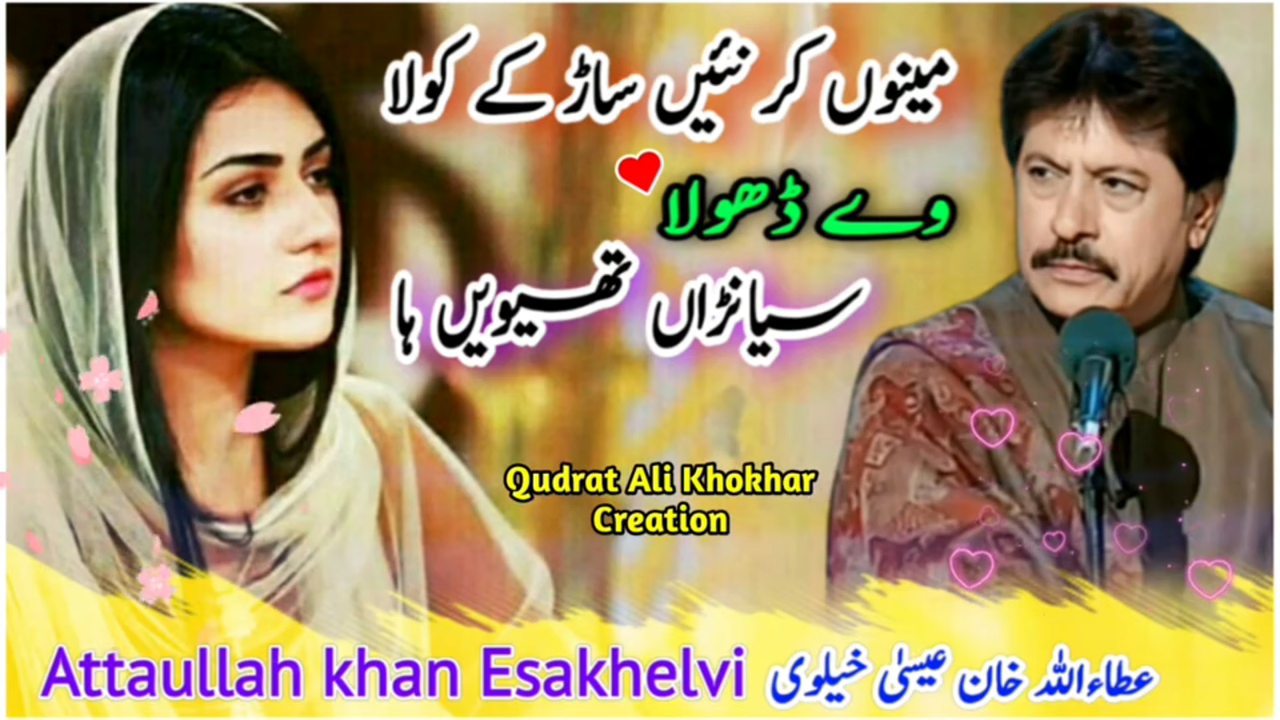 مینوں کر نئیں ساڑ کے کولا
وے ڈھولا
سیانڑاں تھیویں ہا
Qudrat Ali Khokhar
Creation
Attaullah khan Esakhelvi عطاءاللہ خان عیسیٰ خیلوی